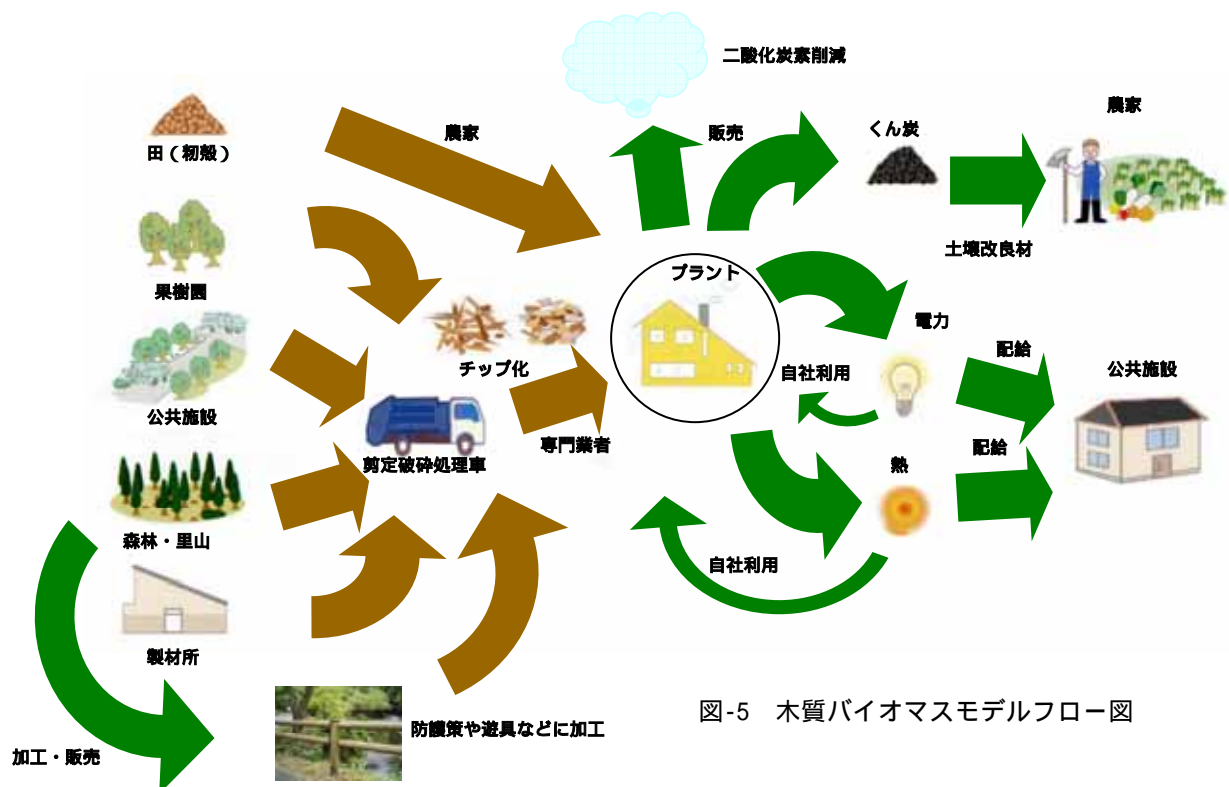 二酸化炭素削減
農家
販売
くん炭
農家
田（籾殻）
土壌改良材
果樹園
プラント
電力
チップ化
自社利用
配給
公共施設
公共施設
専門業者
剪定破砕処理車
熱
配給
森林・里山
自社利用
製材所
図-5 木質バイオマスモデルフロー図
防護策や遊具などに加工
加工・販売